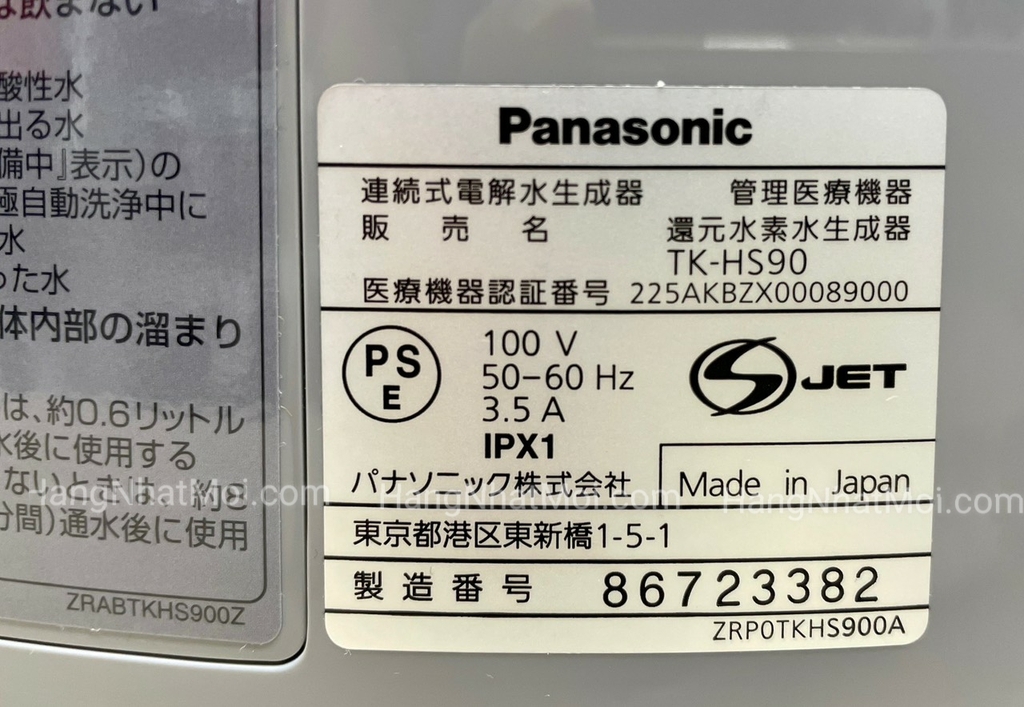 な飲まない
酸性水
出る水
備中』表示)の
極自動洗浄中に
水
った水
体内部の溜まり
は、約0.6リットル
水後に使用する
ないときは、約8
分間)通水後に使用
ZRABTKHS900Z
Panasonic
連続式電解水生成器 管理医療機器
販売名 還元水素水生成器
TK-HS90
医療機器認証番号 225AKBZX00089000
PS
E
100 V
50-60 Hz
3.5 A
IPX1
S JET
パナソニック株式会社
Made in Japan
東京都港区東新橋1-5-1
製造番号 86723382
ZRP0TKHS900A
HangNhatMoi.com
HangNhatMoi.com
HangNhatMoi.com